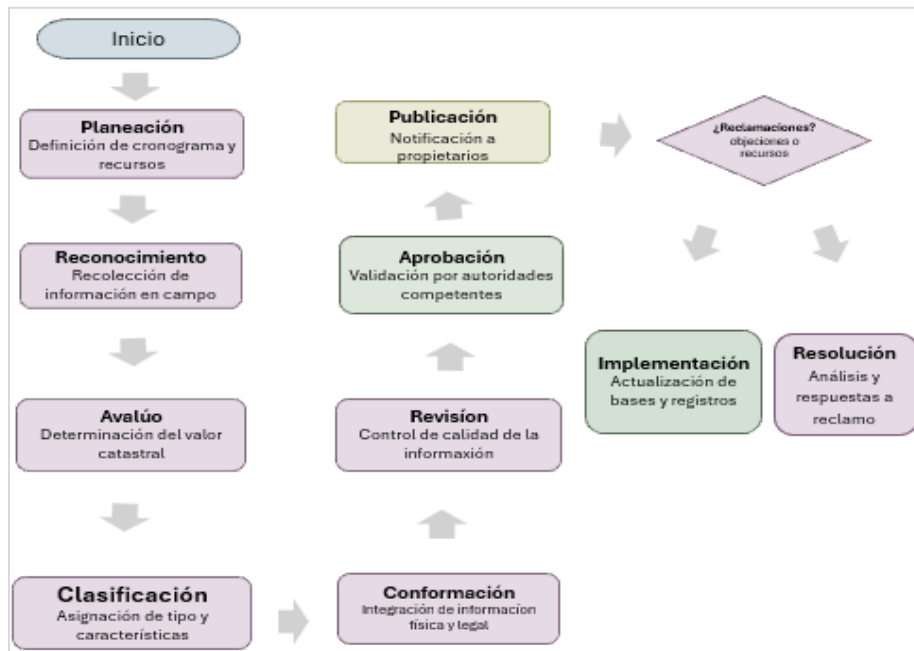 Inicio
Planeación
Definición de cronograma y
recursos
Reconocimiento
Recolección de
información en campo
Avalúo
Determinación del valor
catastral
Clasificación
Asignación de tipo y
características
Conformación
Integración de informacíon
física y legal
Revisíon
Control de calidad de la
informaxión
Aprobación
Validación por autoridades
competentes
Publicación
Notificación a
propietarios
¿Reclamaciones?
objeciones o
recursos
Implementación
Actualización de
bases y registros
Resolución
Análisis y
respuestas a
reclamo